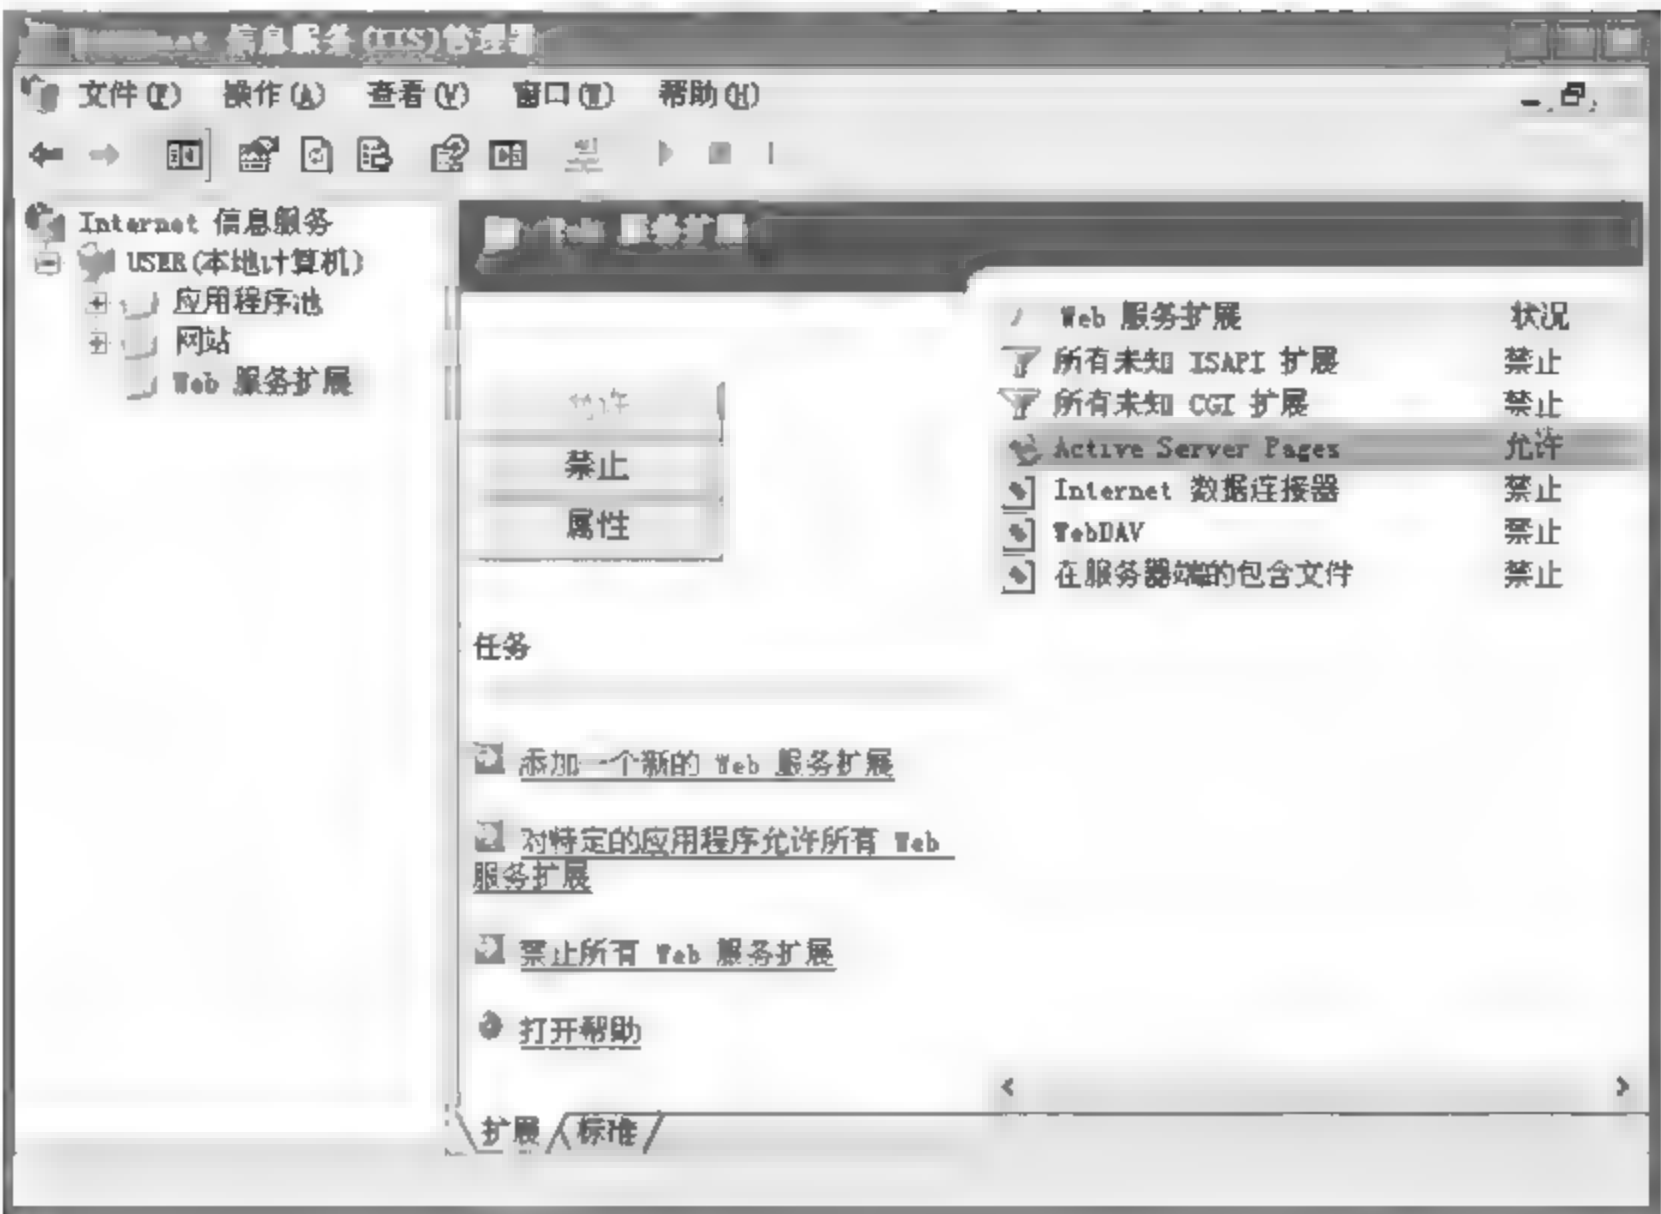 Internet 信息服务(IIS)管理器
文件(F) 操作(A) 查看(V) 窗口(W) 帮助(H)
Internet 信息服务
USER(本地计算机)
应用程序池
网站
Web 服务扩展
Web 服务扩展
允许
禁止
属性
任务
添加一个新的 Web 服务扩展
对特定的应用程序允许所有 Web
服务扩展
禁止所有 Web 服务扩展
打开帮助
Web 服务扩展 状况
所有未知 ISAPI 扩展 禁止
所有未知 CGI 扩展 禁止
Active Server Pages 允许
Internet 数据连接器 禁止
WebDAV 禁止
在服务器端的包含文件 禁止
扩展 标准